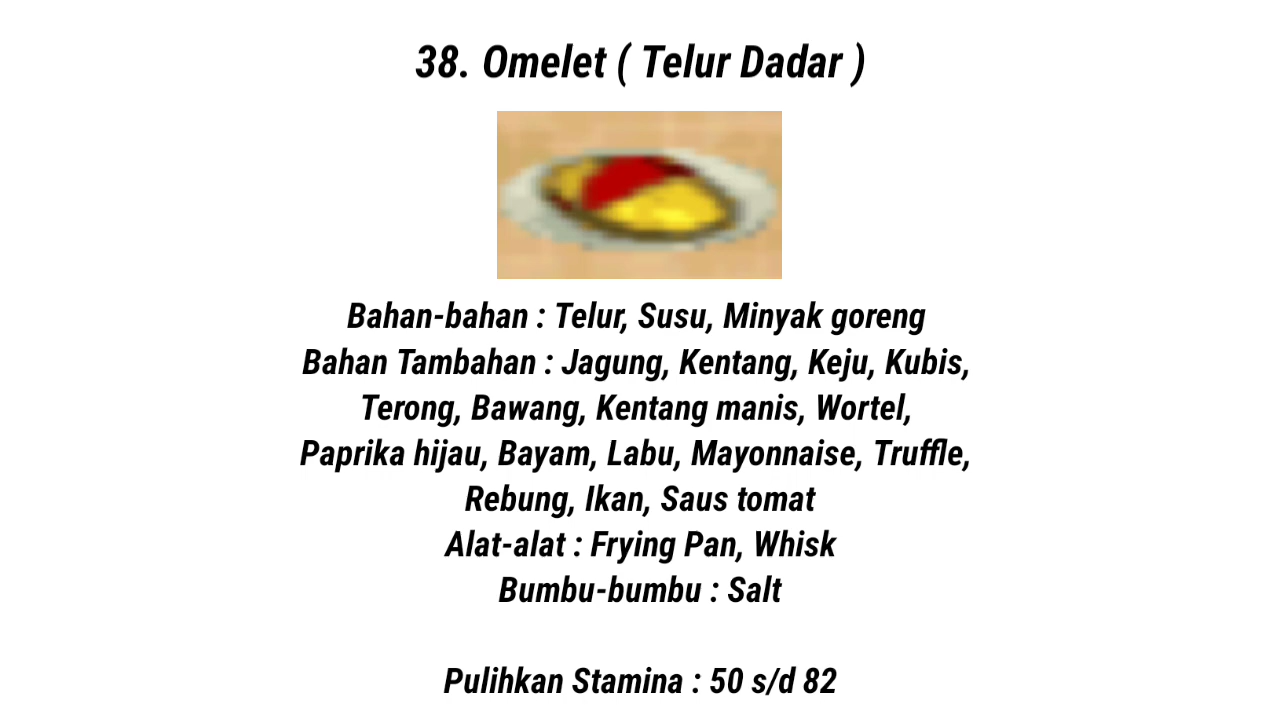 38. Omelet ( Telur Dadar )
Bahan-bahan : Telur, Susu, Minyak goreng
Bahan Tambahan : Jagung, Kentang, Keju, Kubis,
Terong, Bawang, Kentang manis, Wortel,
Paprika hijau, Bayam, Labu, Mayonnaise, Truffle,
Rebung, Ikan, Saus tomat
Alat-alat : Frying Pan, Whisk
Bumbu-bumbu : Salt
Pulihkan Stamina : 50 s/d 82